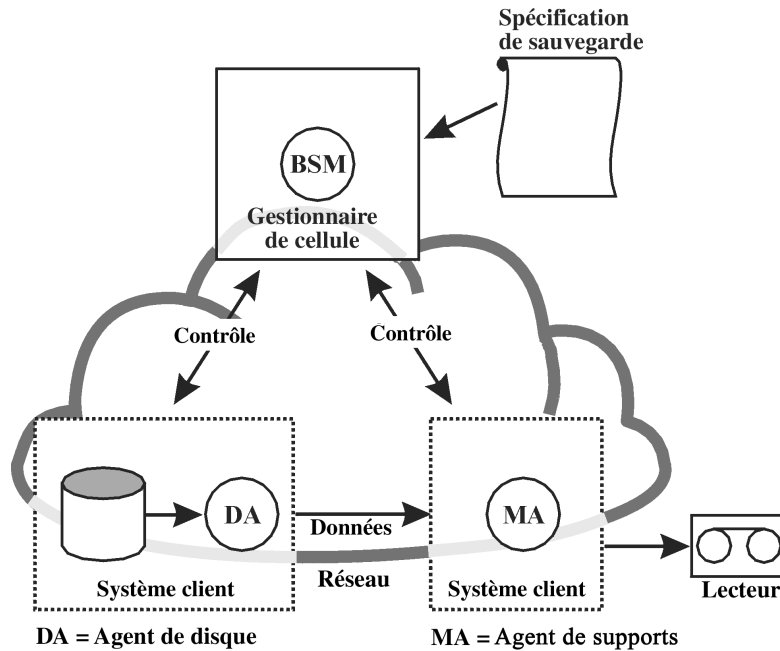 Spécification
de sauvegarde
BSM
Gestionnaire
de cellule
Contrôle
Contrôle
DA
Données
MA
Système client
Réseau
Système client
Lecteur
DA = Agent de disque
MA = Agent de supports